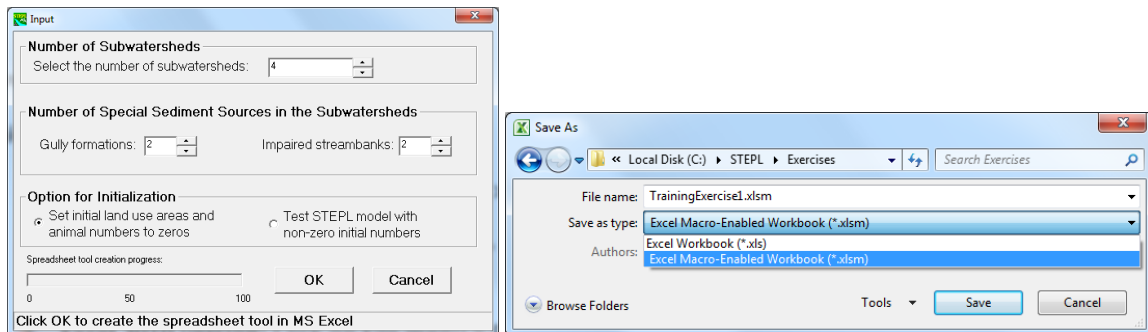 Input
Number of Subwatersheds
Select the number of subwatersheds: 4
Number of Special Sediment Sources in the Subwatersheds
Gully formations: 2 Impaired streambanks: 2
Option for Initialization
Set initial land use areas and
animal numbers to zeros
Test STEPL model with
non-zero initial numbers
Spreadsheet tool creation progress:
0 50 100
OK Cancel
Click OK to create the spreadsheet tool in MS Excel
Save As
« Local Disk (C:) ▸ STEPL ▸ Exercises Search Exercises
File name: TrainingExercise1.xlsm
Save as type: Excel Macro-Enabled Workbook (*.xlsm)
Excel Workbook (*.xls)
Authors: Excel Macro-Enabled Workbook (*.xlsm)
Browse Folders Tools Save Cancel